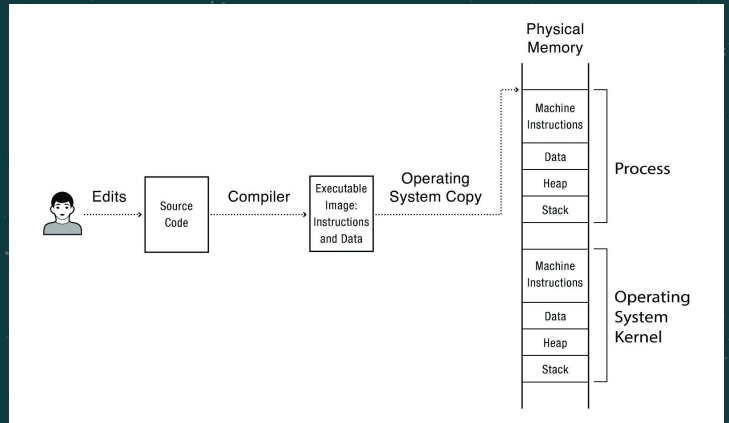 Physical
Memory
Edits
Source
Code
Compiler
Executable
Image:
Instructions
and Data
Operating
System Copy
Machine
Instructions
Data
Heap
Stack
Process
Machine
Instructions
Data
Heap
Stack
Operating
System
Kernel